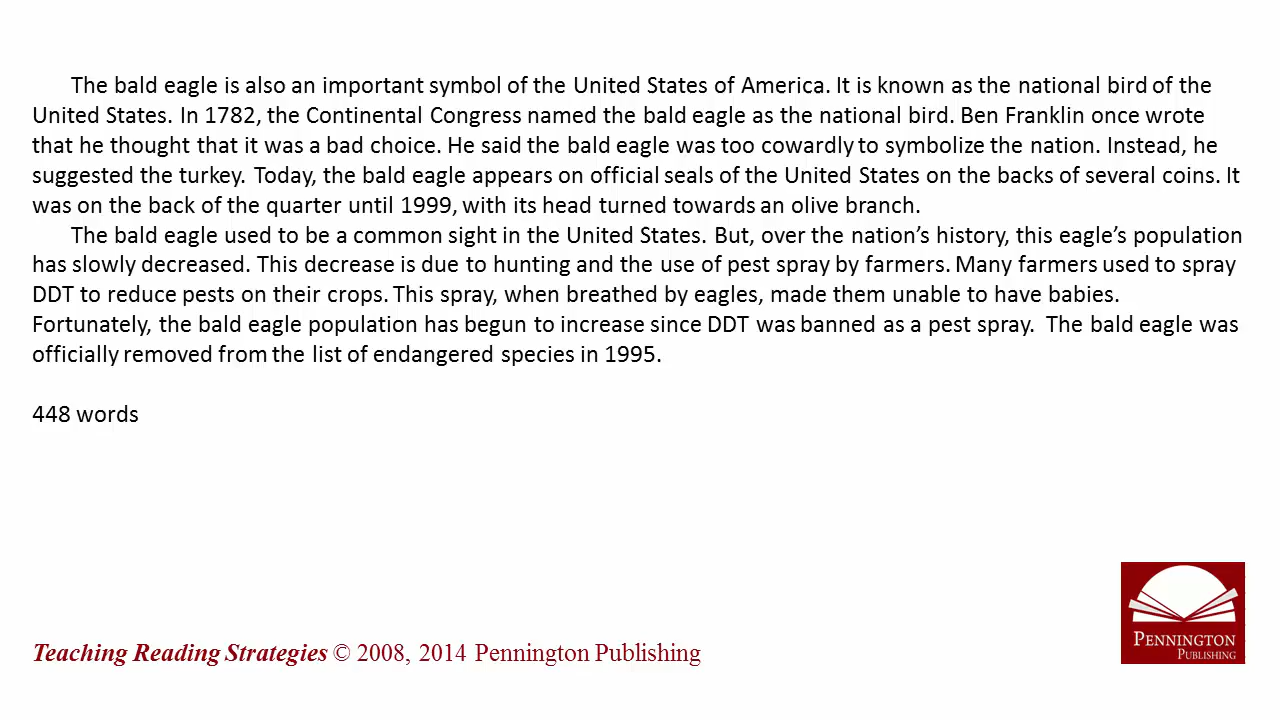 The bald eagle is also an important symbol of the United States of America. It is known as the national bird of the
United States. In 1782, the Continental Congress named the bald eagle as the national bird. Ben Franklin once wrote
that he thought that it was a bad choice. He said the bald eagle was too cowardly to symbolize the nation. Instead, he
suggested the turkey. Today, the bald eagle appears on official seals of the United States on the backs of several coins. It
was on the back of the quarter until 1999, with its head turned towards an olive branch.
The bald eagle used to be a common sight in the United States. But, over the nation’s history, this eagle’s population
has slowly decreased. This decrease is due to hunting and the use of pest spray by farmers. Many farmers used to spray
DDT to reduce pests on their crops. This spray, when breathed by eagles, made them unable to have babies.
Fortunately, the bald eagle population has begun to increase since DDT was banned as a pest spray. The bald eagle was
officially removed from the list of endangered species in 1995.
448 words
Teaching Reading Strategies © 2008, 2014 Pennington Publishing
PENNINGTON
PUBLISHING